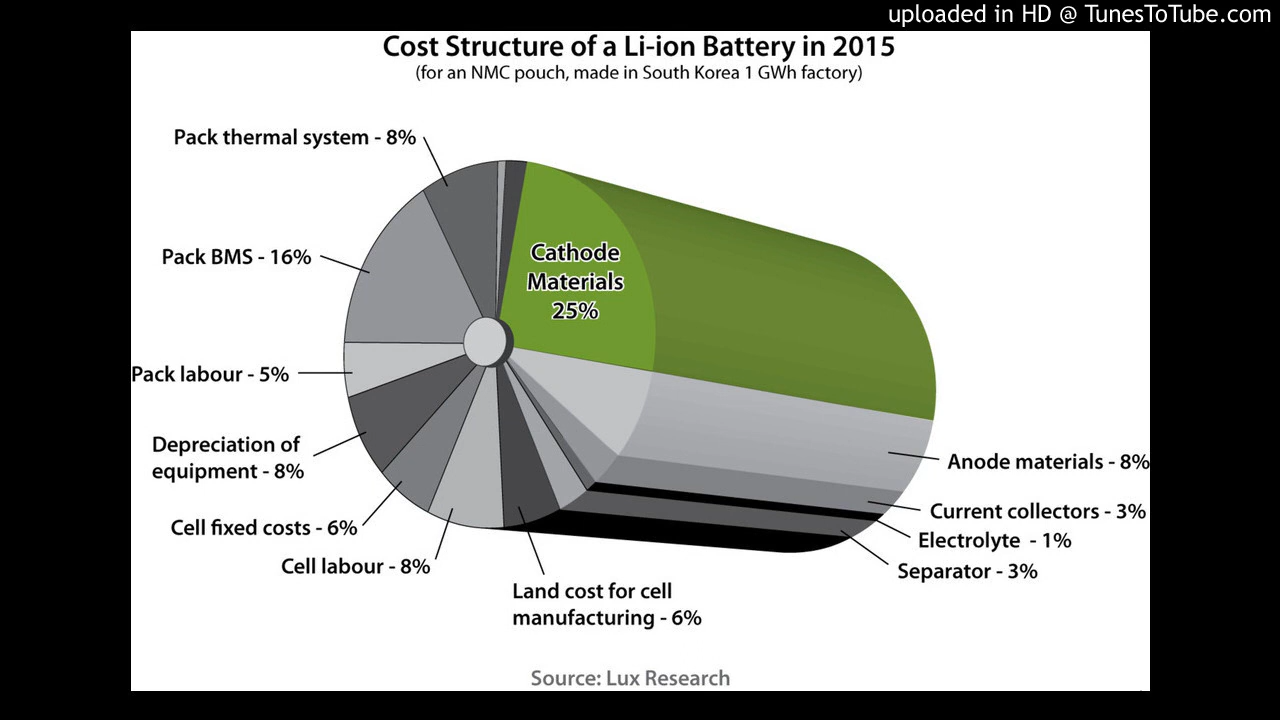 uploaded in HD @ TunesToTube.com
Cost Structure of a Li-ion Battery in 2015
(for an NMC pouch, made in South Korea 1 GWh factory)
Pack thermal system - 8%
Cathode
Materials
25%
Pack BMS - 16%
Pack labour - 5%
Depreciation of
equipment - 8%
Cell fixed costs - 6%
Cell labour - 8%
Land cost for cell
manufacturing - 6%
Anode materials - 8%
Current collectors - 3%
Electrolyte - 1%
Separator - 3%
Source: Lux Research